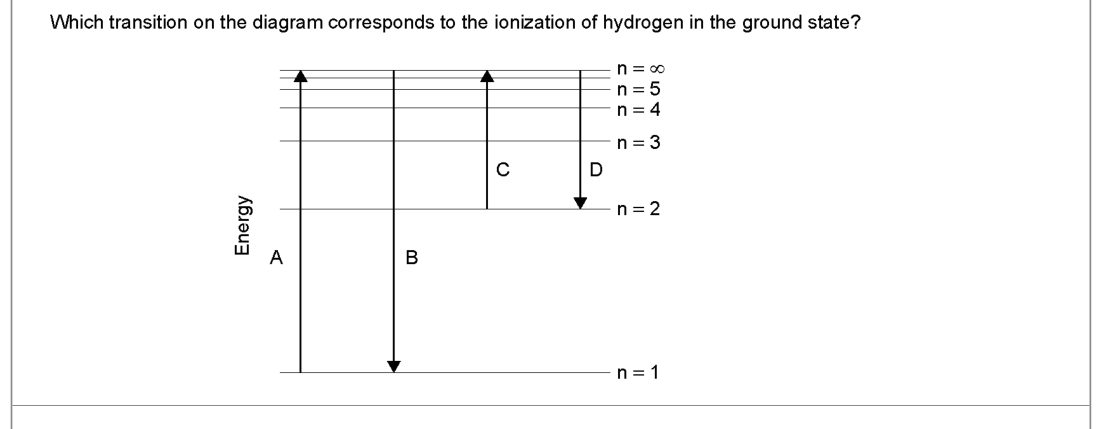 Which transition on the diagram corresponds to the ionization of hydrogen in the ground state?
n = ∞
n = 5
n = 4
n = 3
C
D
n = 2
Energy
A
B
n = 1